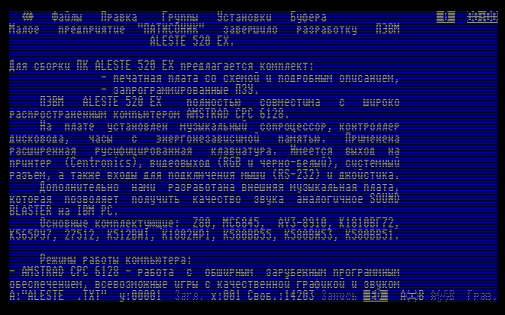 Файлы Правка Группы Установки Буфера
Малое предприятие "ПАТИСОНИК" завершило разработку ПЭВМ
ALESTE 520 EX.
Для сборки ПК ALESTE 520 EX предлагается комплект:
- печатная плата со схемой и подробным описанием,
- запрограммированные ПЗУ.
ПЭВМ ALESTE 520 EX полностью совместима с широко
распространенным компьютером AMSTRAD CPC 6128.
На плате установлен музыкальный сопроцессор, контроллер
дисковода, часы с энергонезависимой памятью. Применена
расширенная русифицированная клавиатура. Имеется выход на
принтер (Centronics), видеовыход (RGB и черно-белый), системный
разъем, а также входы для подключения мыши (RS-232) и джойстика.
Дополнительно нами разработана внешняя музыкальная плата,
которая позволяет получить качество звука аналогичное SOUND
BLASTER на IBM PC.
Основные комплектующие: Z80, MC6845, AY3-8910, К1810ВГ72,
К565РУ7, 27512, К512ВИ1, К1002ХР1, К580ВВ55, К580ВИ53, К580ВВ51.
Режимы работы компьютера:
- AMSTRAD CPC 6128 - работа с обширным зарубежным программным
обеспечением, всевозможные игры с качественной графикой и звуком
A:"ALESTE .TXT" y:00001 Загл. x:001 Своб.:14203 Запись